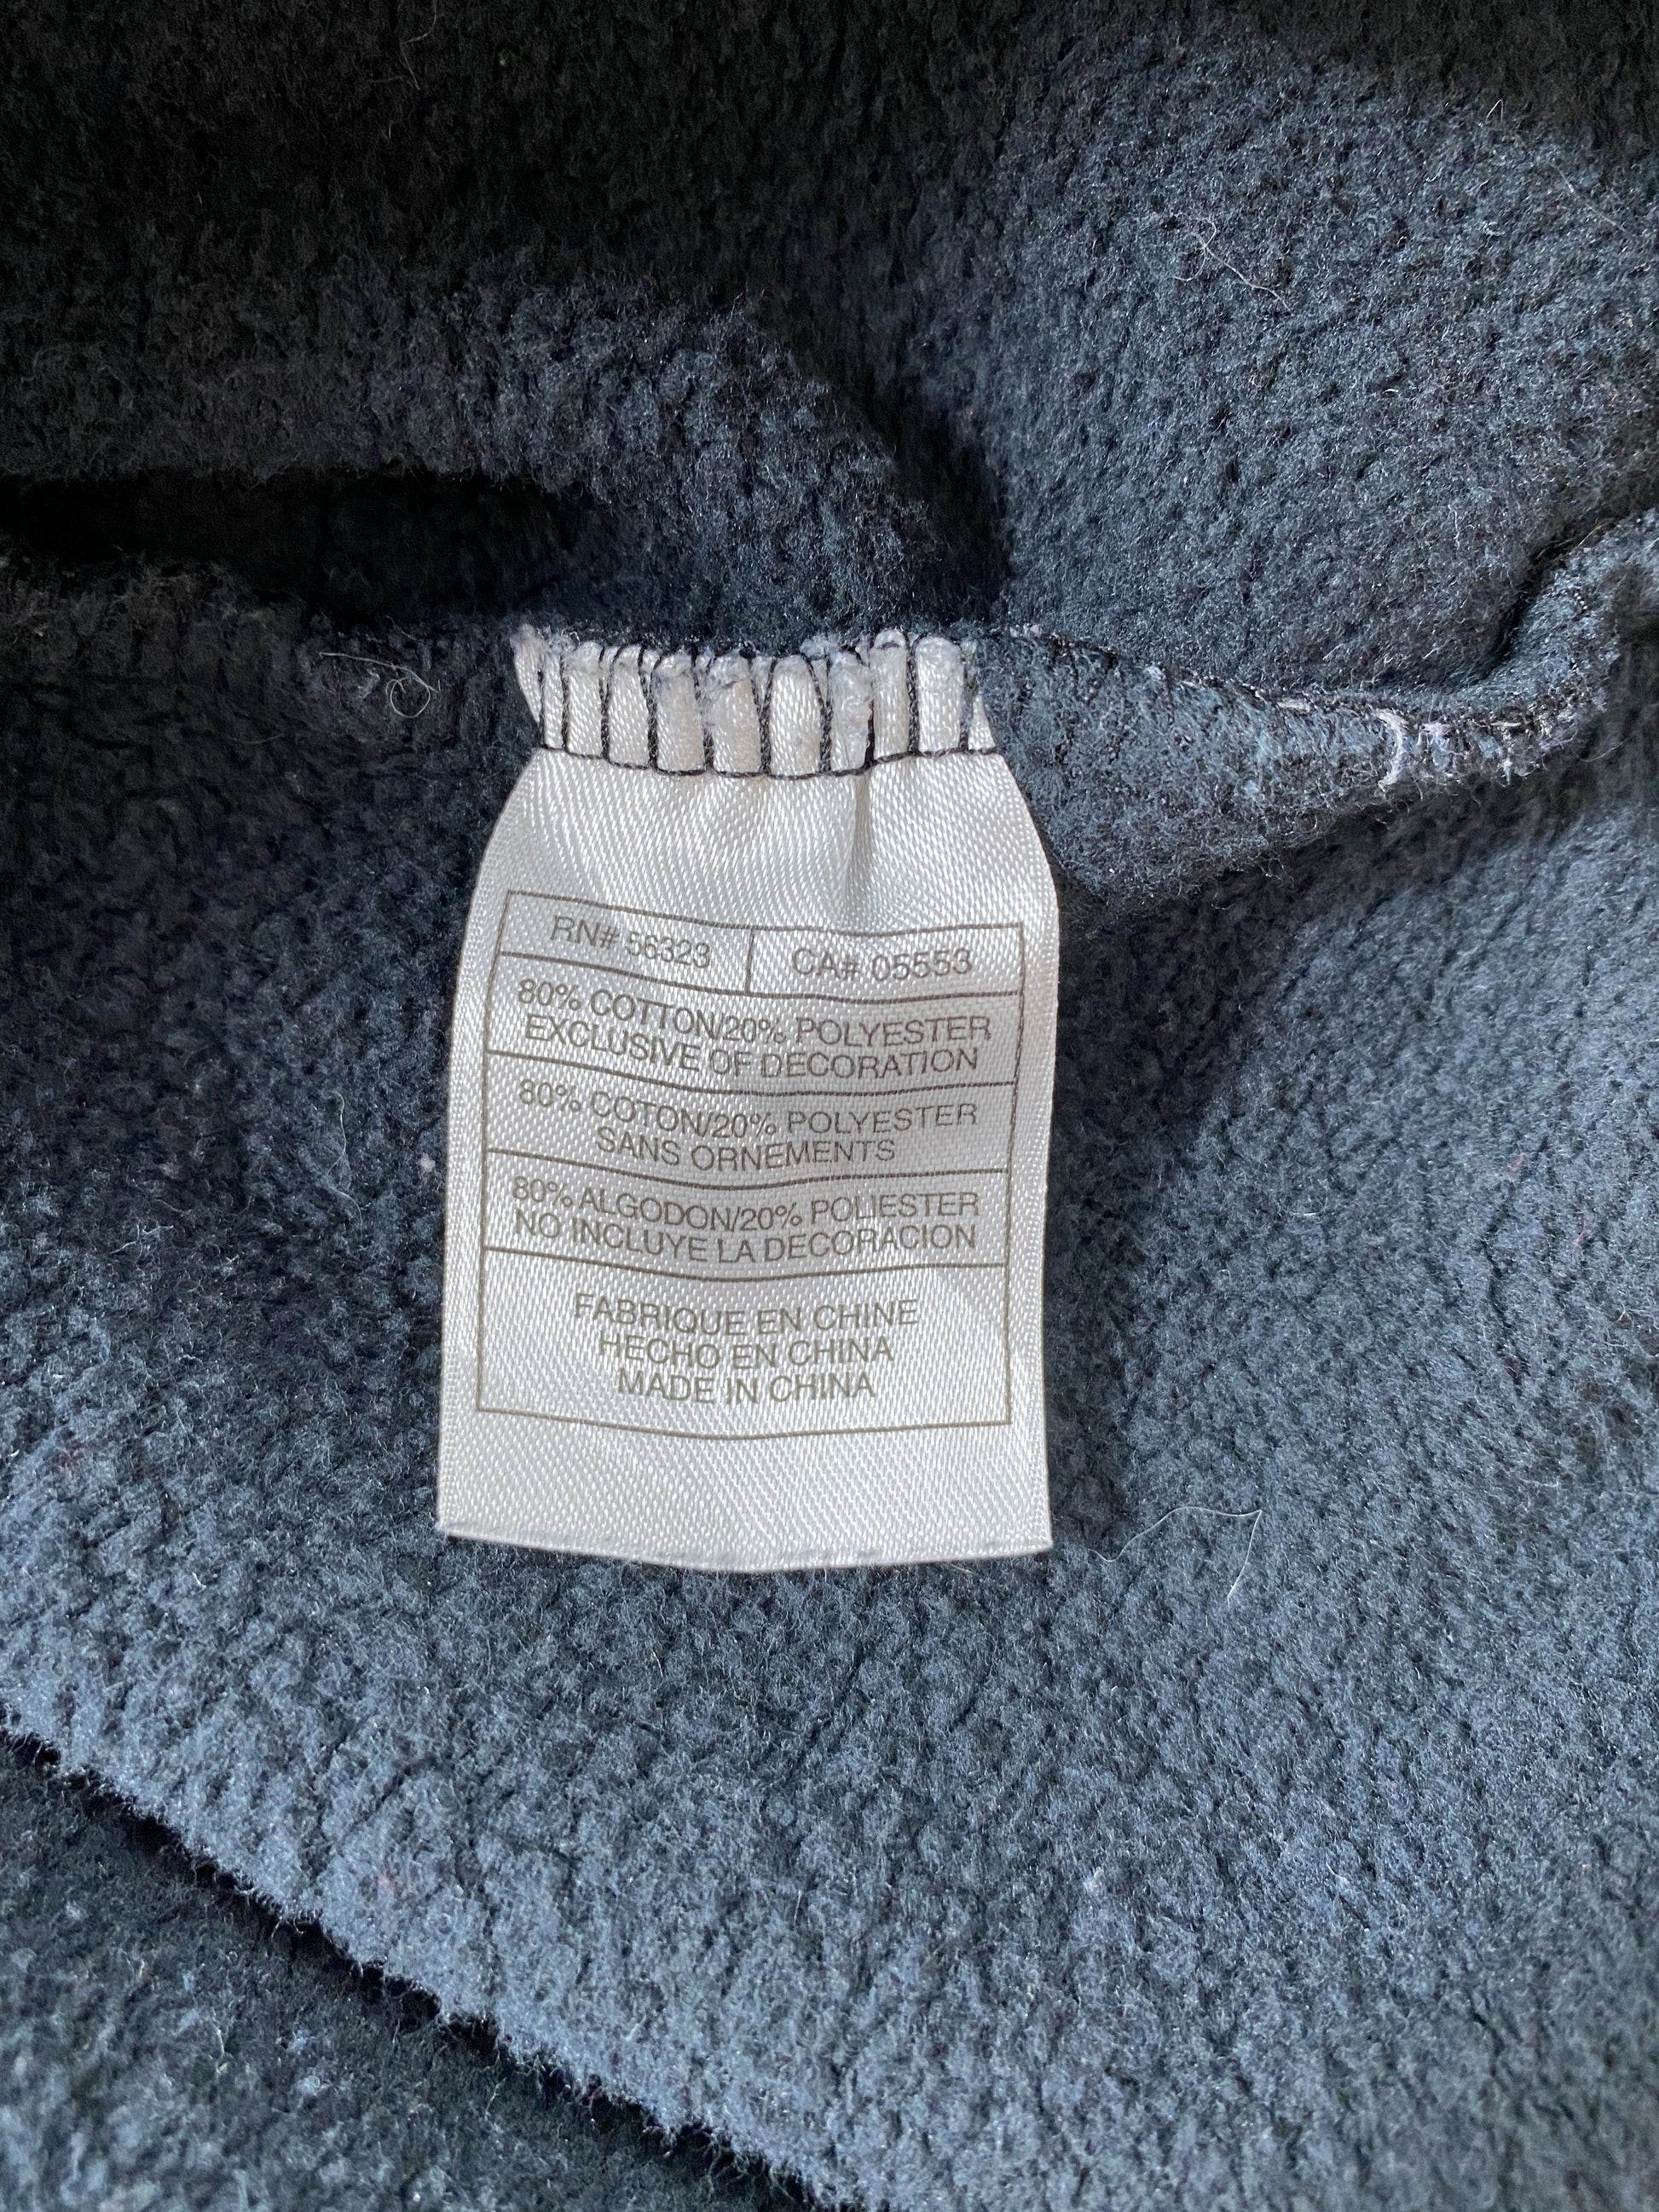 RN# 56323 CA# 05553
80% COTTON/20% POLYESTER
EXCLUSIVE OF DECORATION
80% COTON/20% POLYESTER
SANS ORNEMENTS
80% ALGODON/20% POLIESTER
NO INCLUYE LA DECORACION
FABRIQUE EN CHINE
HECHO EN CHINA
MADE IN CHINA